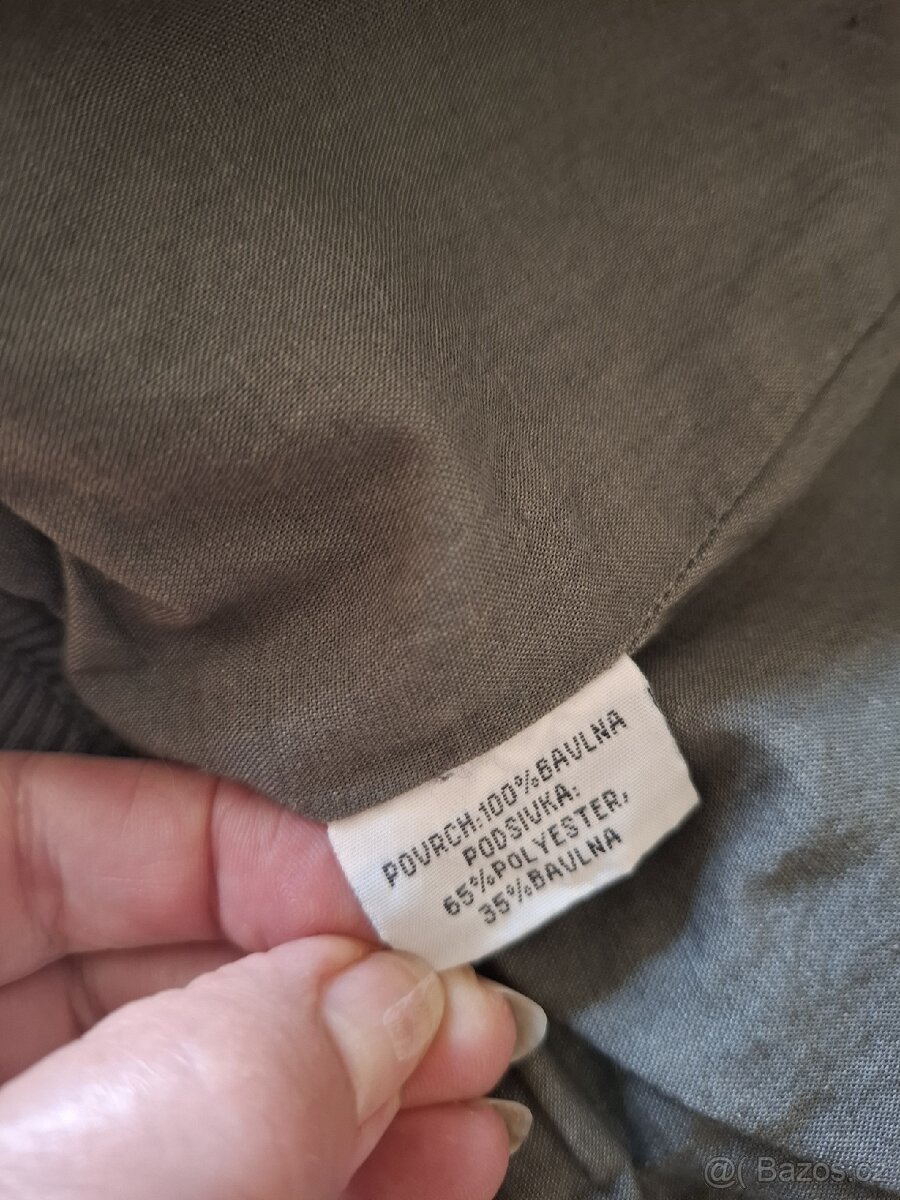 POVRCH:100%BAVLNA
PODSIVKA:
65%POLYESTER,
35%BAVLNA
@( Bazos.cz